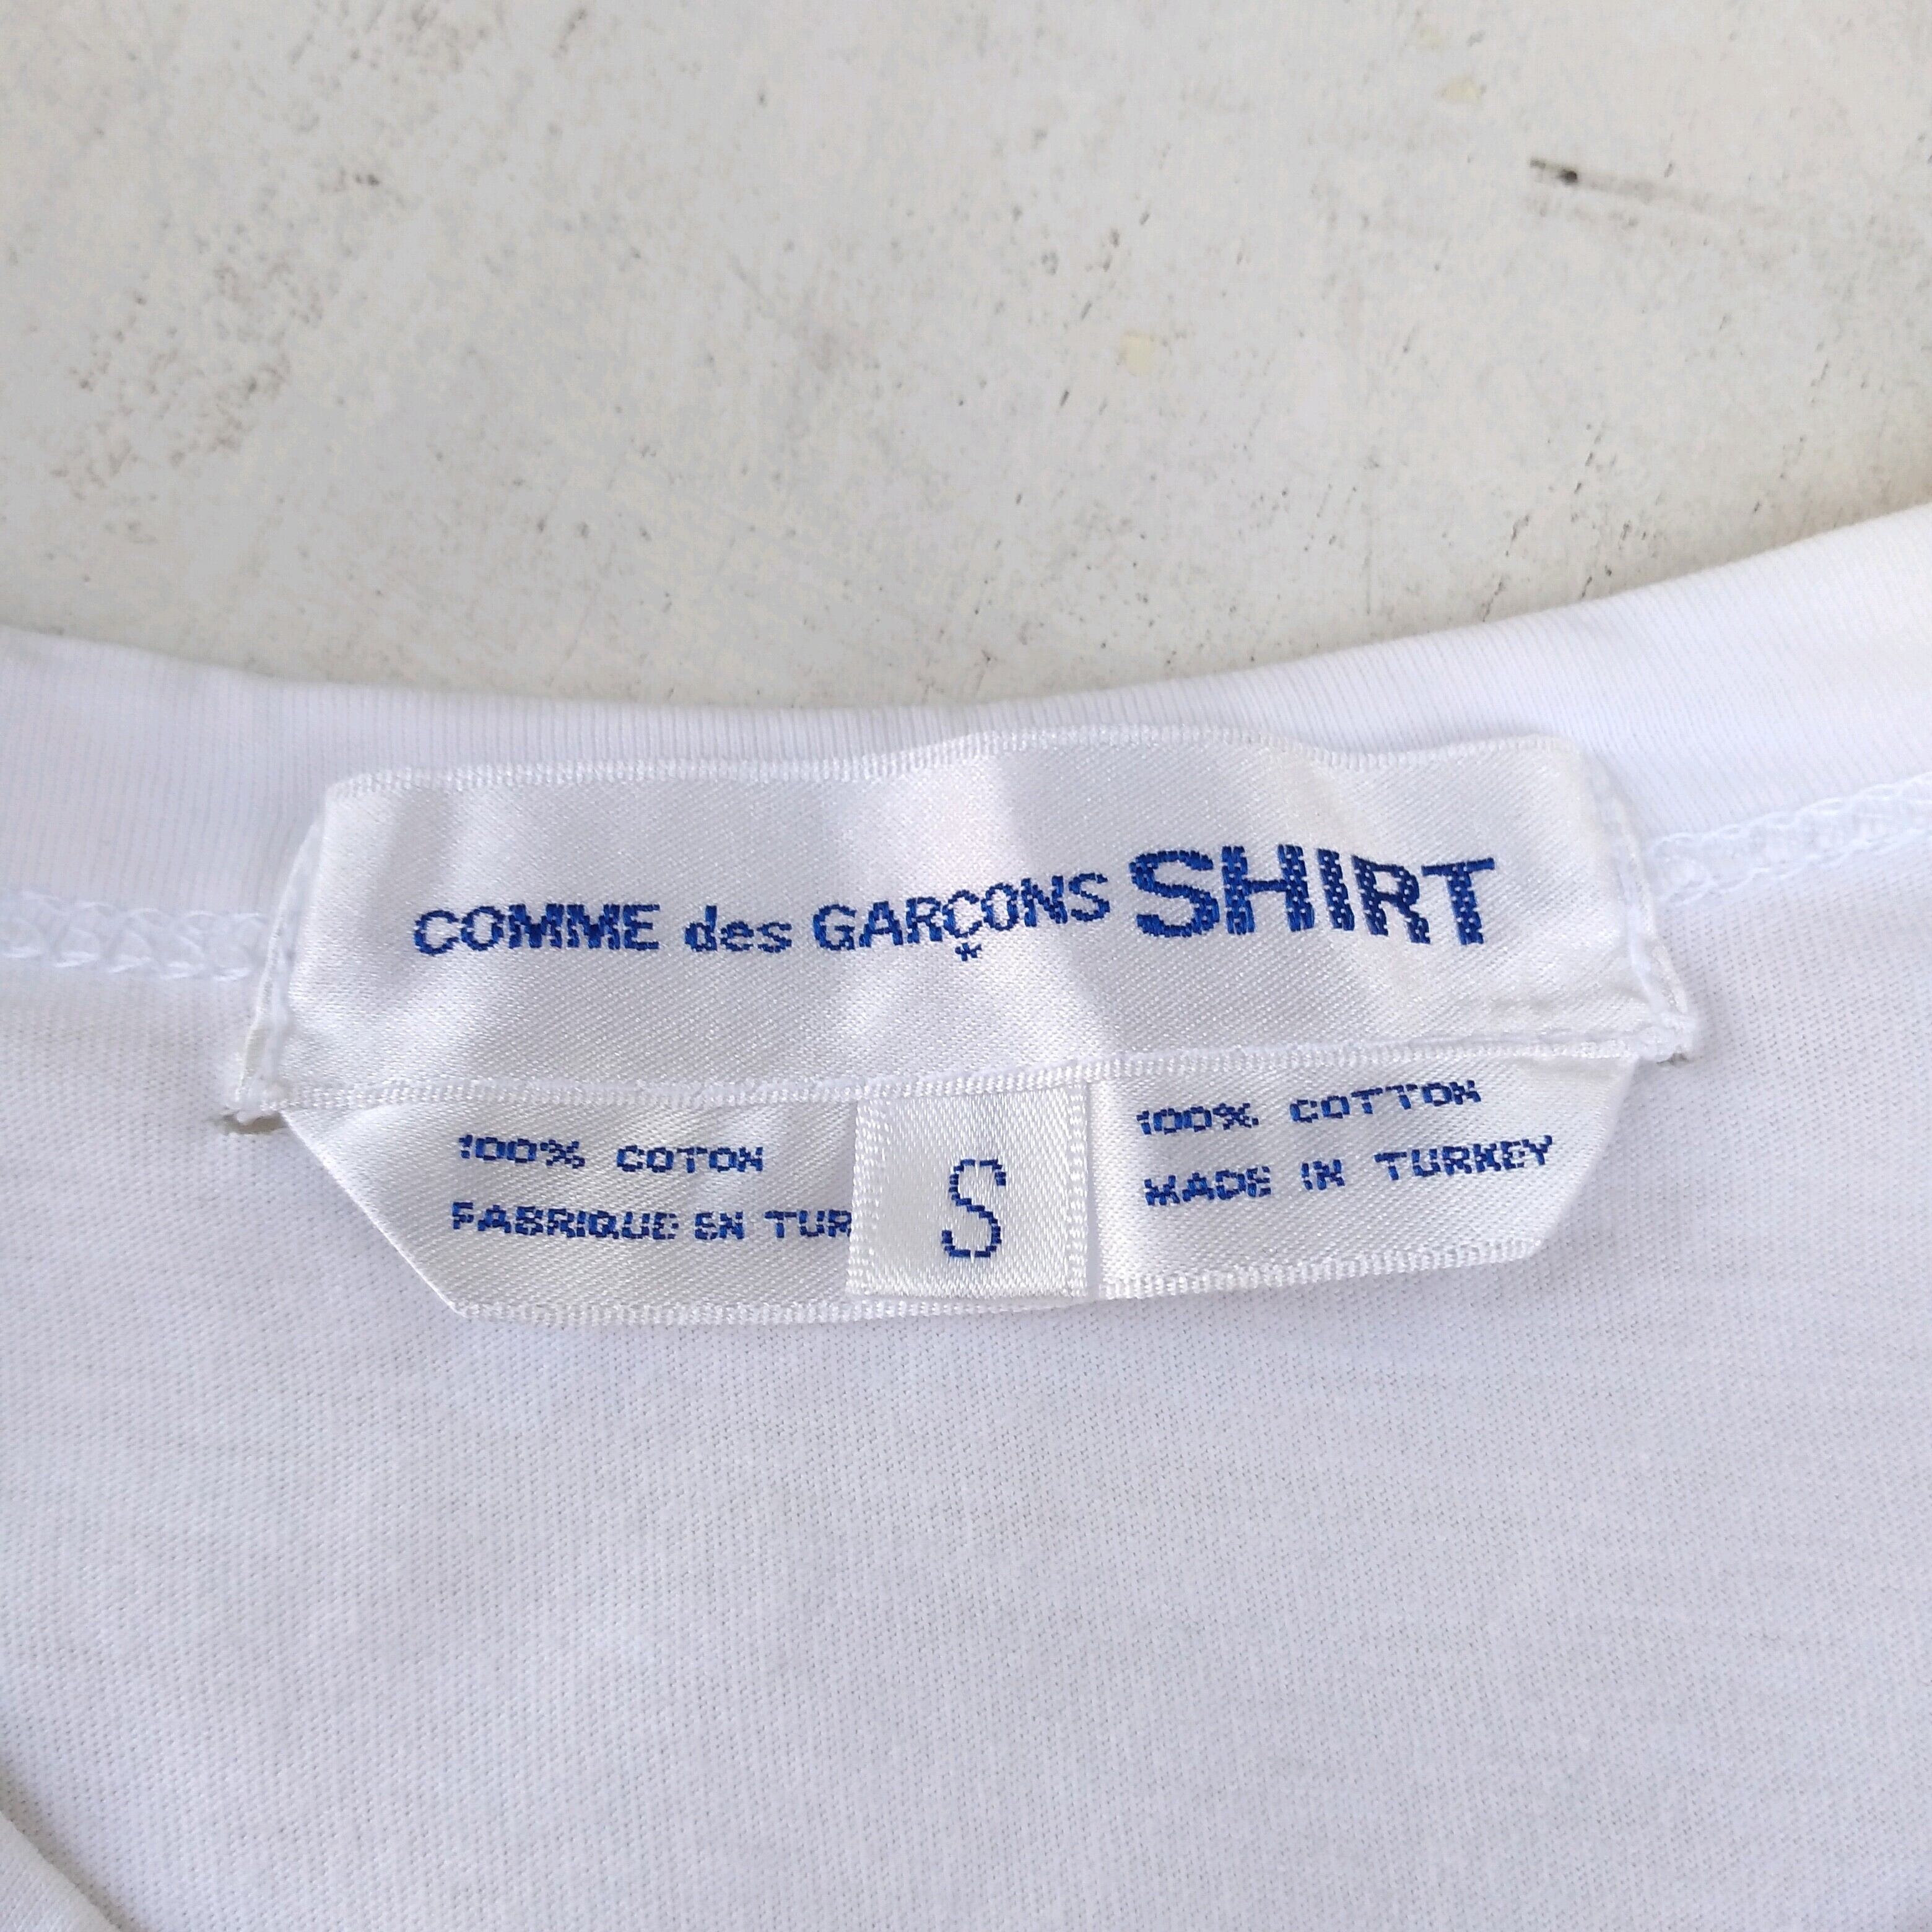 COMME des GARÇONS SHIRT
*
100% COTON
FABRIQUE EN TUR
S
100% COTTON
MADE IN TURKEY